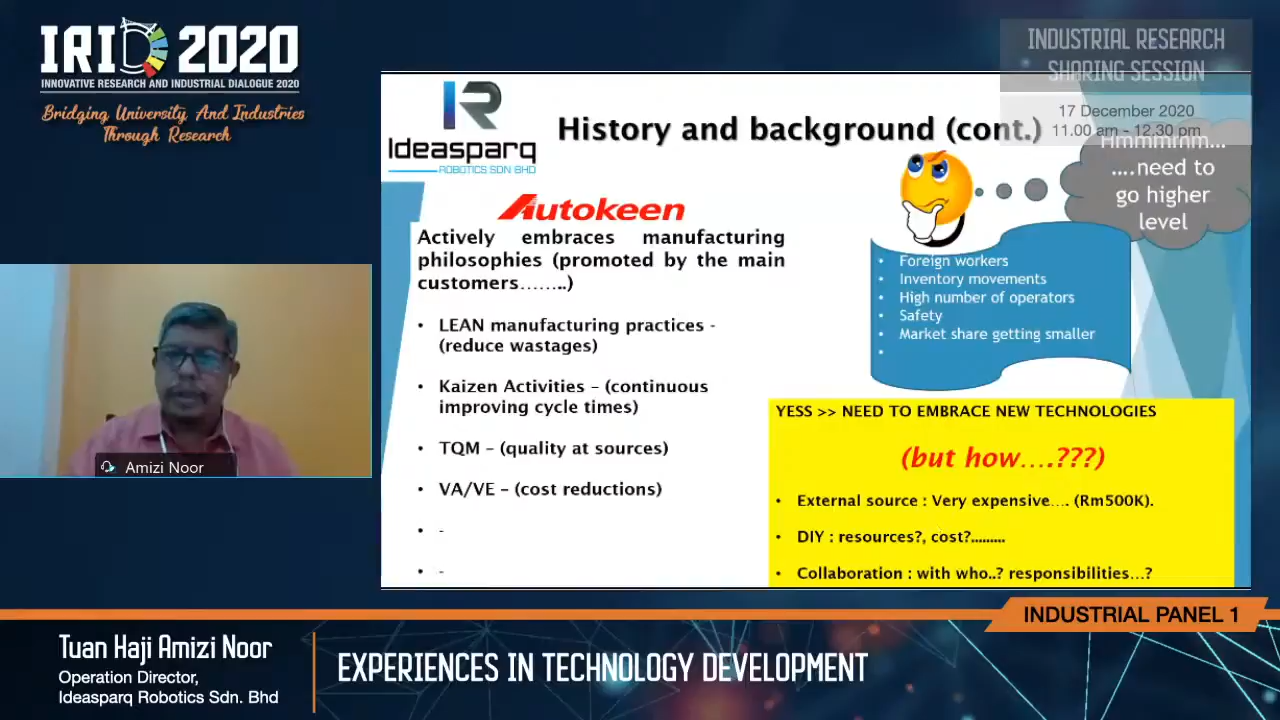 IRID 2020
INNOVATIVE RESEARCH AND INDUSTRIAL DIALOGUE 2020
Bridging University And Industries
Through Research
INDUSTRIAL RESEARCH
SHARING SESSION
17 December 2020
11.00 am - 12.30 pm
IR
Ideasparq
ROBOTICS SDN BHD
History and background (cont.)
Hmmmmm...
....need to
go higher
level
Autokeen
Actively embraces manufacturing
philosophies (promoted by the main
customers……..)
• LEAN manufacturing practices -
(reduce wastages)
• Kaizen Activities – (continuous
improving cycle times)
• TQM – (quality at sources)
• VA/VE – (cost reductions)
• -
• -
• Foreign workers
• Inventory movements
• High number of operators
• Safety
• Market share getting smaller
•
YESS >> NEED TO EMBRACE NEW TECHNOLOGIES
(but how….???)
• External source : Very expensive…. (Rm500K).
• DIY : resources?, cost?.........
• Collaboration : with who..? responsibilities…?
Amizi Noor
INDUSTRIAL PANEL 1
Tuan Haji Amizi Noor
Operation Director,
Ideasparq Robotics Sdn. Bhd
EXPERIENCES IN TECHNOLOGY DEVELOPMENT